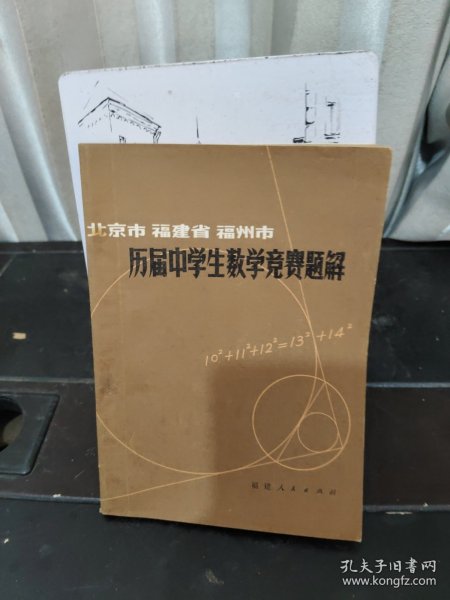 北京市 福建省 福州市
历届中学生数学竞赛题解
10²+11²+12²=13²+14²
福建人民出版社
孔夫子旧书网
www.kongfz.com